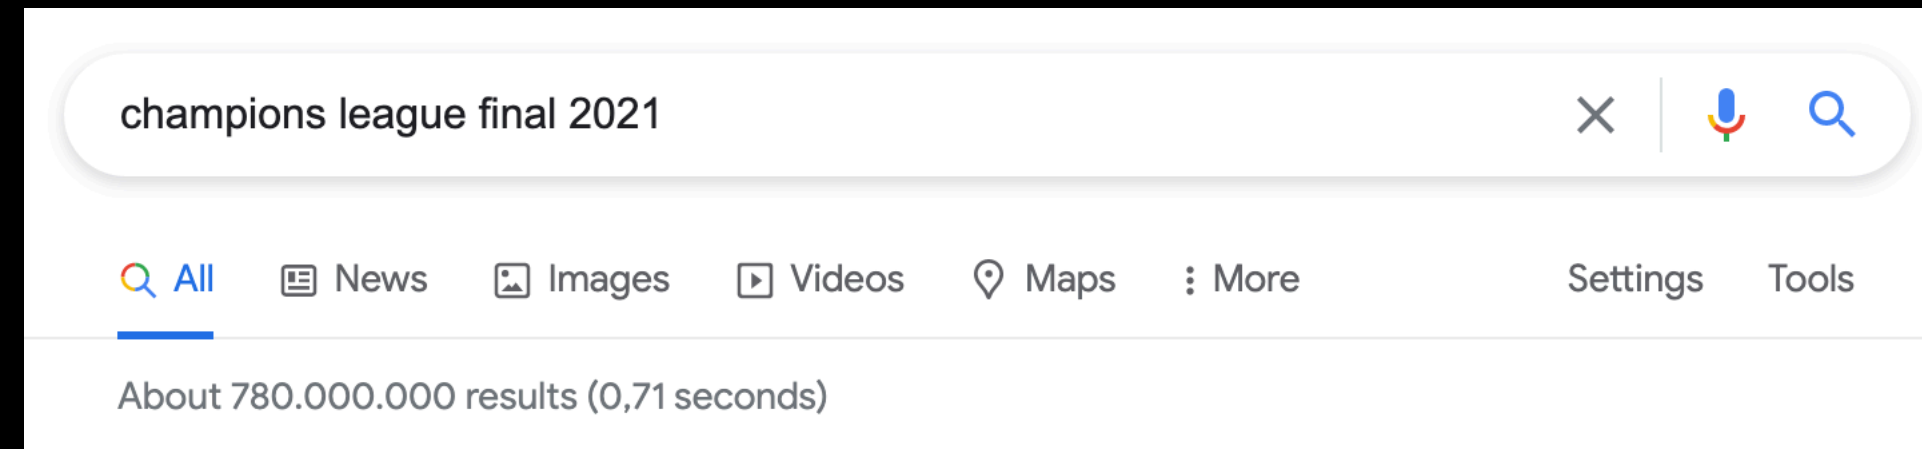 champions league final 2021
All News Images Videos Maps More Settings Tools
About 780.000.000 results (0,71 seconds)